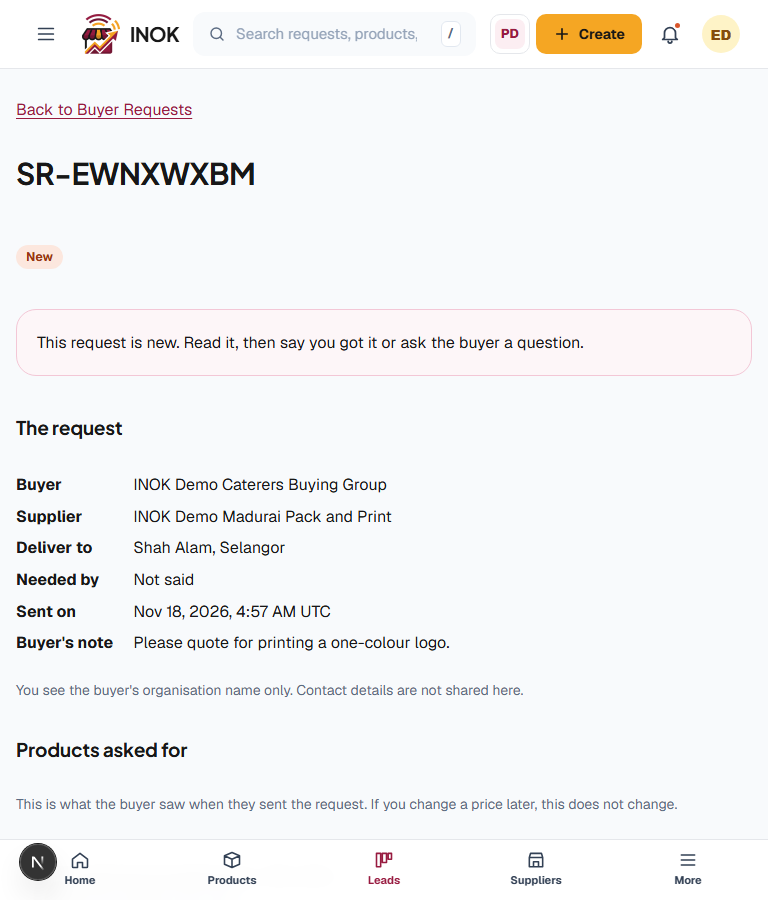 INOK
Search requests, products,
/
PD
+ Create
ED
Back to Buyer Requests
SR-EWNXWXBM
New
This request is new. Read it, then say you got it or ask the buyer a question.
The request
Buyer INOK Demo Caterers Buying Group
Supplier INOK Demo Madurai Pack and Print
Deliver to Shah Alam, Selangor
Needed by Not said
Sent on Nov 18, 2026, 4:57 AM UTC
Buyer's note Please quote for printing a one-colour logo.
You see the buyer's organisation name only. Contact details are not shared here.
Products asked for
This is what the buyer saw when they sent the request. If you change a price later, this does not change.
N
Home
Products
Leads
Suppliers
More